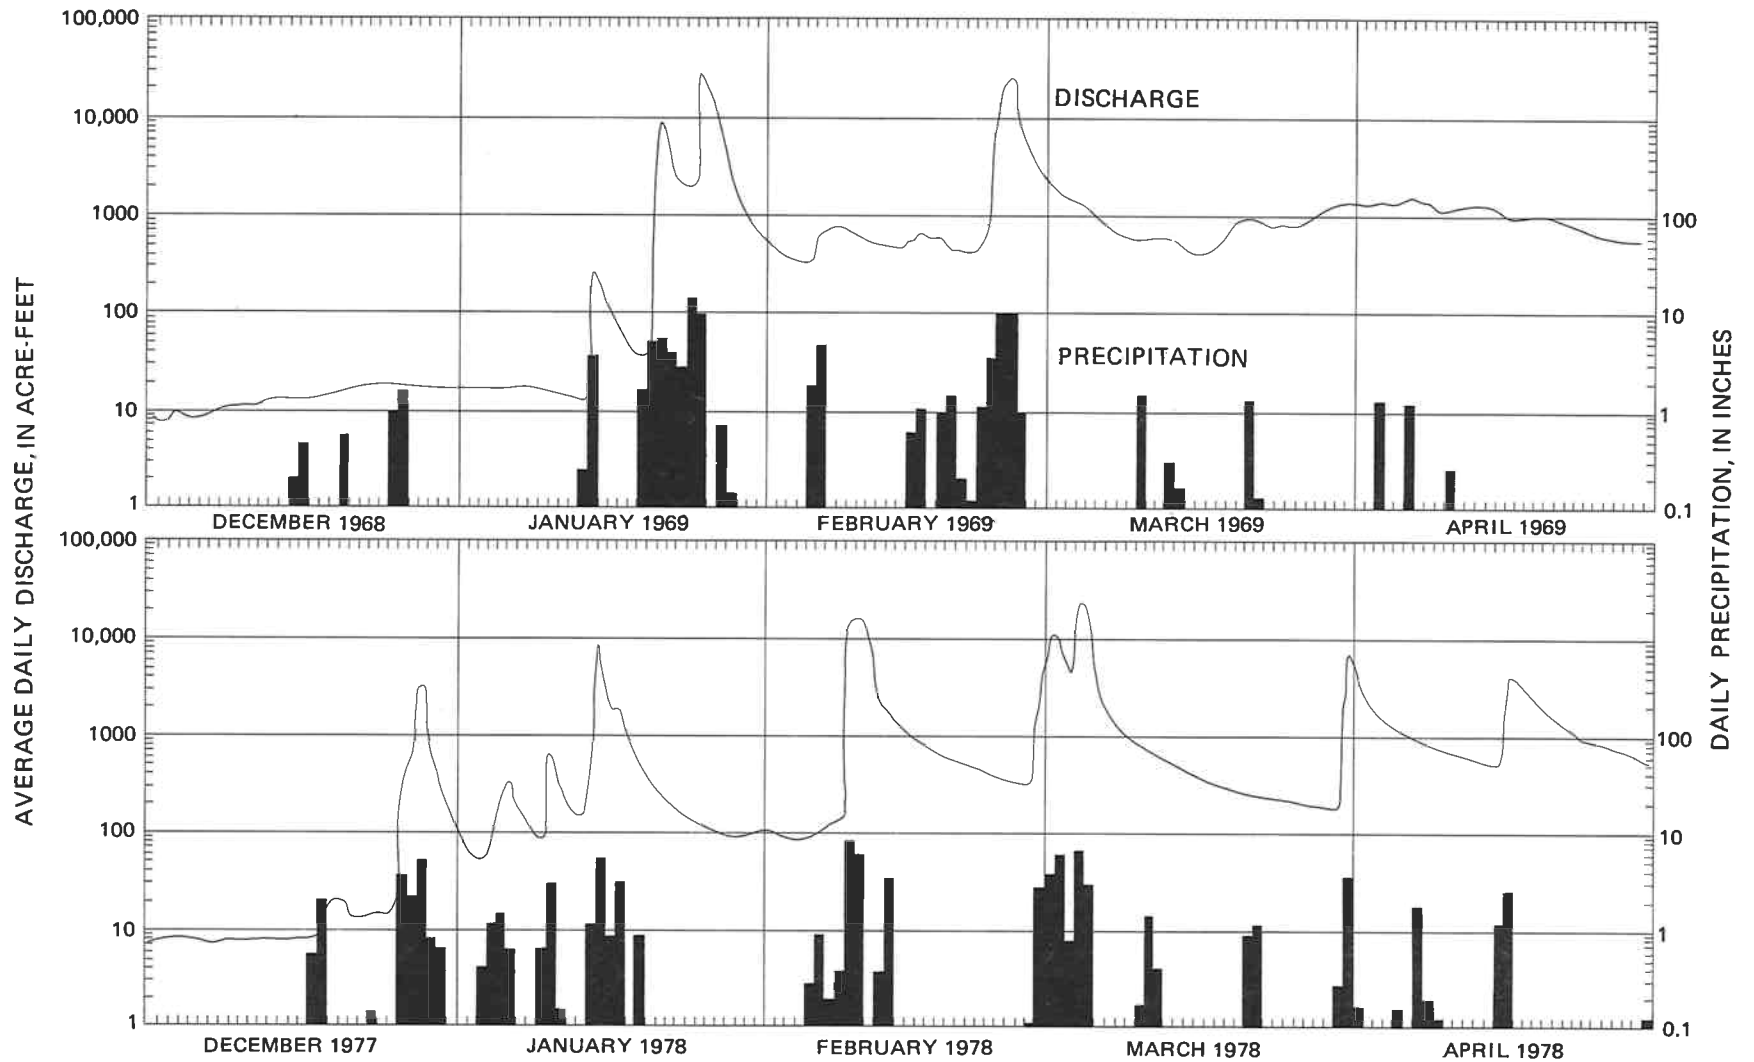 100,000
10,000
1000
100
10
1
100
10
1
0.1
DISCHARGE
PRECIPITATION
DECEMBER 1968
JANUARY 1969
FEBRUARY 1969
MARCH 1969
APRIL 1969
AVERAGE DAILY DISCHARGE, IN ACRE-FEET
DAILY PRECIPITATION, IN INCHES
100,000
10,000
1000
100
10
1
100
10
1
0.1
DECEMBER 1977
JANUARY 1978
FEBRUARY 1978
MARCH 1978
APRIL 1978